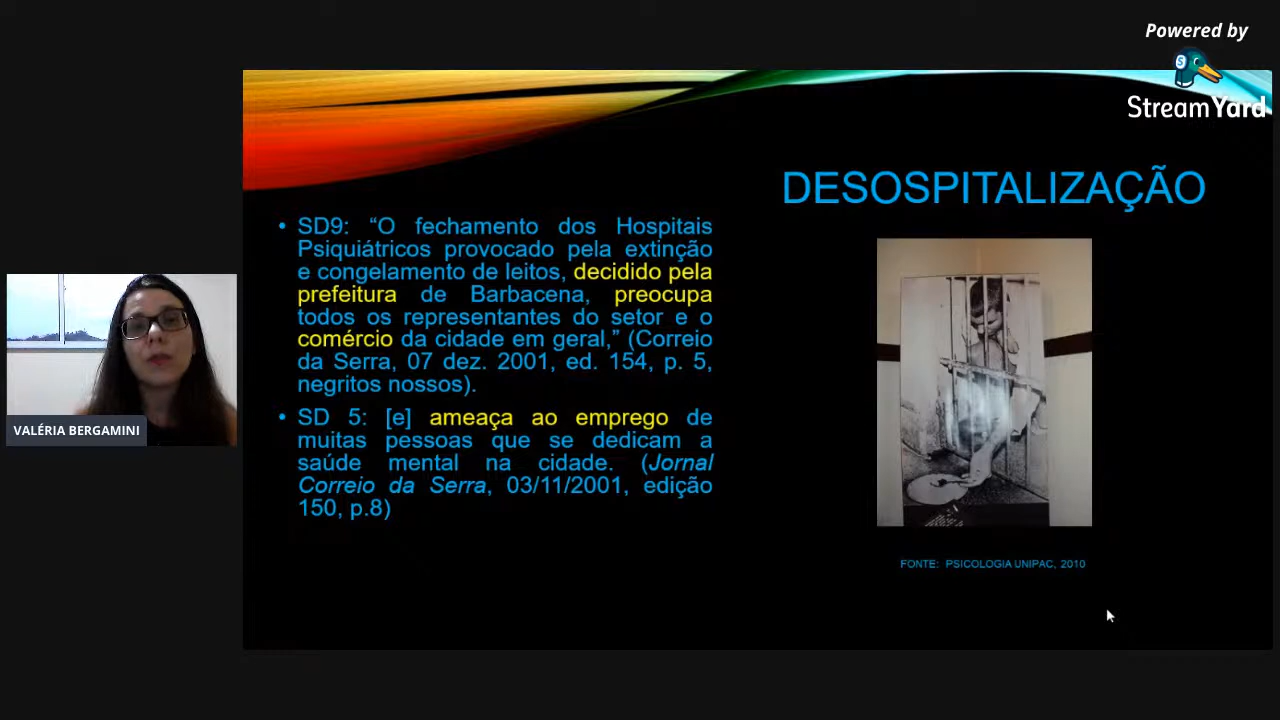 Powered by
StreamYard
DESOSPITALIZAÇÃO
• SD9: “O fechamento dos Hospitais
Psiquiátricos provocado pela extinção
e congelamento de leitos, decidido pela
prefeitura de Barbacena, preocupa
todos os representantes do setor e o
comércio da cidade em geral,” (Correio
da Serra, 07 dez. 2001, ed. 154, p. 5,
negritos nossos).
• SD 5: [e] ameaça ao emprego de
muitas pessoas que se dedicam a
saúde mental na cidade. (Jornal
Correio da Serra, 03/11/2001, edição
150, p.8)
FONTE: PSICOLOGIA UNIPAC, 2010
VALÉRIA BERGAMINI